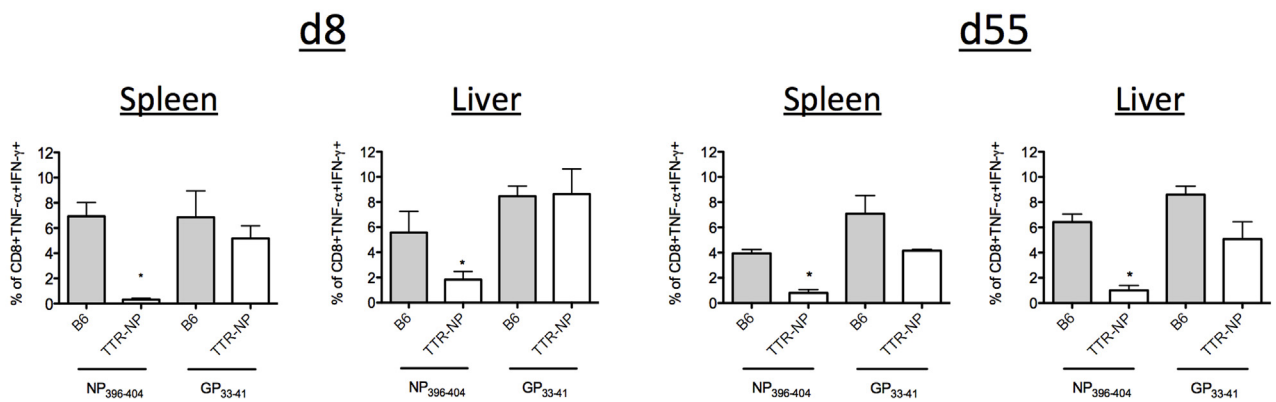 d8
d55
Spleen
Liver
Spleen
Liver
% of CD8+TNF-α+IFN-γ+
12
10
8
6
4
2
0
*
B6
TTR-NP
B6
TTR-NP
NP396-404
GP33-41
% of CD8+TNF-α+IFN-γ+
12
10
8
6
4
2
0
*
B6
TTR-NP
B6
TTR-NP
NP396-404
GP33-41
% of CD8+TNF-α+IFN-γ+
12
10
8
6
4
2
0
*
B6
TTR-NP
B6
TTR-NP
NP396-404
GP33-41
% of CD8+TNF-α+IFN-γ+
12
10
8
6
4
2
0
*
B6
TTR-NP
B6
TTR-NP
NP396-404
GP33-41